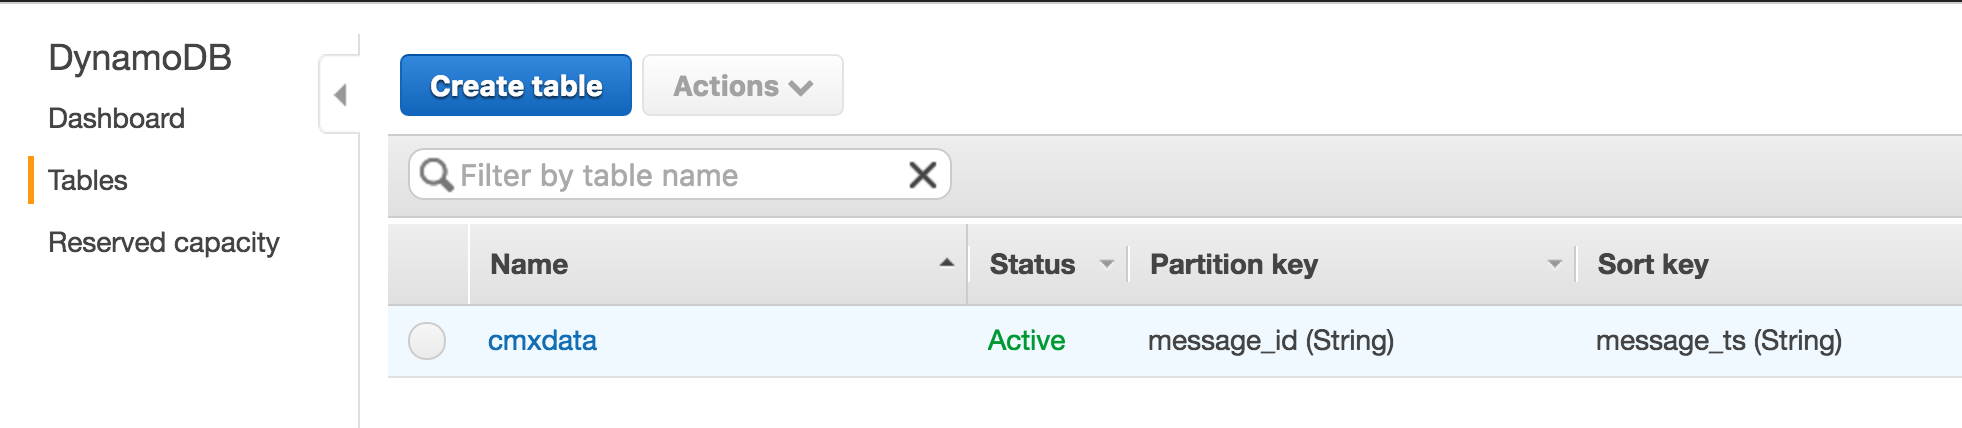 DynamoDB
Dashboard
Tables
Reserved capacity
Create table Actions
Filter by table name
Name Status Partition key Sort key
cmxdata Active message_id (String) message_ts (String)